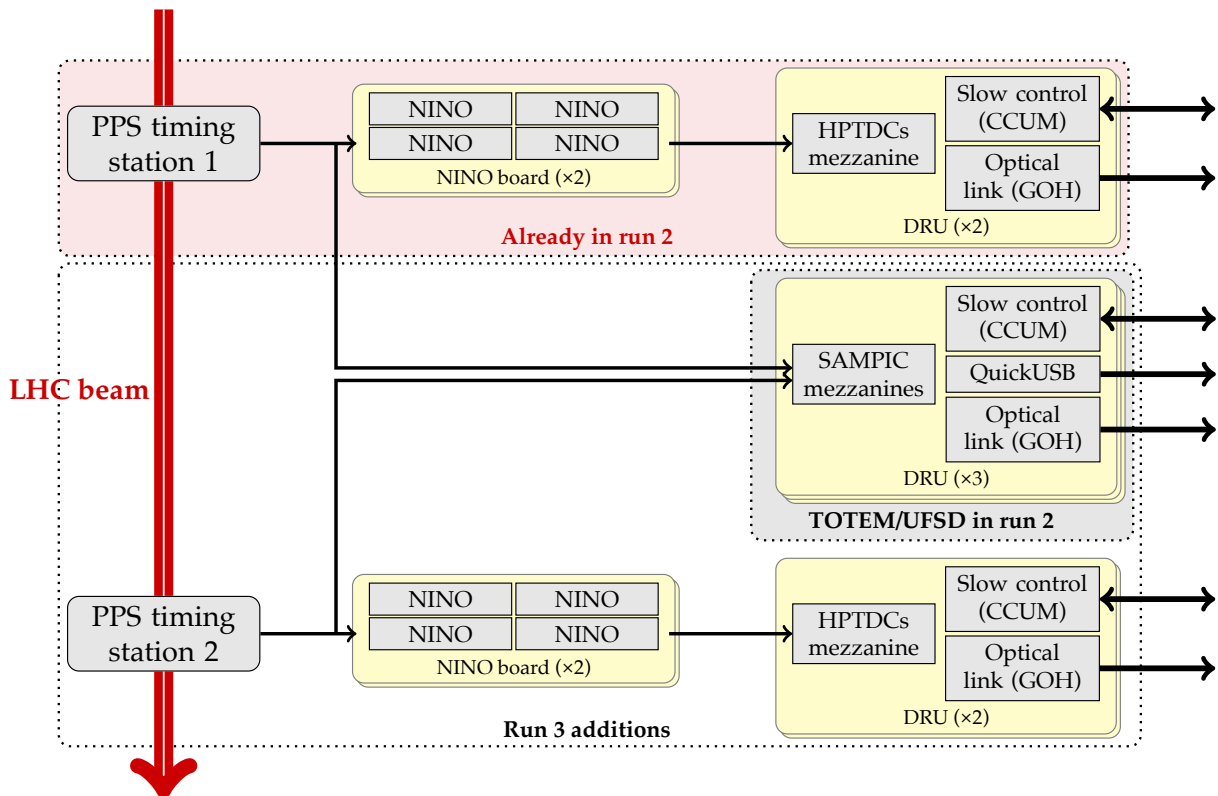 PPS timing
station 1
NINO
NINO
NINO
NINO
NINO board (×2)
HPTDCs
mezzanine
Slow control
(CCUM)
Optical
link (GOH)
DRU (×2)
Already in run 2
LHC beam
SAMPIC
mezzanines
Slow control
(CCUM)
QuickUSB
Optical
link (GOH)
DRU (×3)
TOTEM/UFSD in run 2
PPS timing
station 2
NINO
NINO
NINO
NINO
NINO board (×2)
HPTDCs
mezzanine
Slow control
(CCUM)
Optical
link (GOH)
DRU (×2)
Run 3 additions